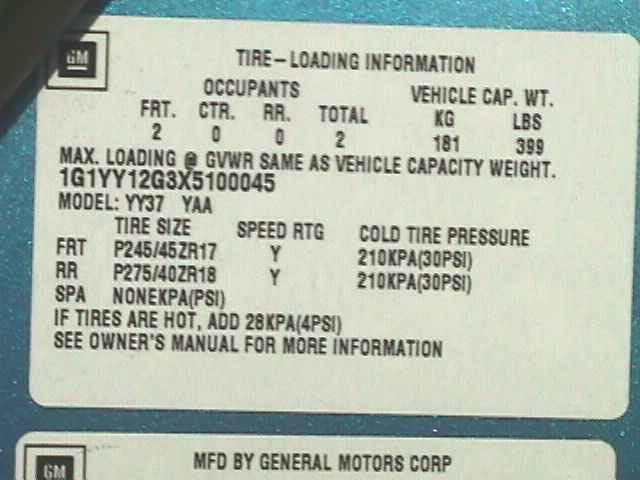 GM
TIRE-LOADING INFORMATION
OCCUPANTS VEHICLE CAP. WT.
FRT. CTR. RR. TOTAL KG LBS
2 0 0 2 181 399
MAX. LOADING @ GVWR SAME AS VEHICLE CAPACITY WEIGHT.
1G1YY12G3X5100045
MODEL: YY37 YAA
TIRE SIZE SPEED RTG COLD TIRE PRESSURE
FRT P245/45ZR17 Y 210KPA(30PSI)
RR P275/40ZR18 Y 210KPA(30PSI)
SPA NONEKPA(PSI)
IF TIRES ARE HOT, ADD 28KPA(4PSI)
SEE OWNER'S MANUAL FOR MORE INFORMATION
GM MFD BY GENERAL MOTORS CORP